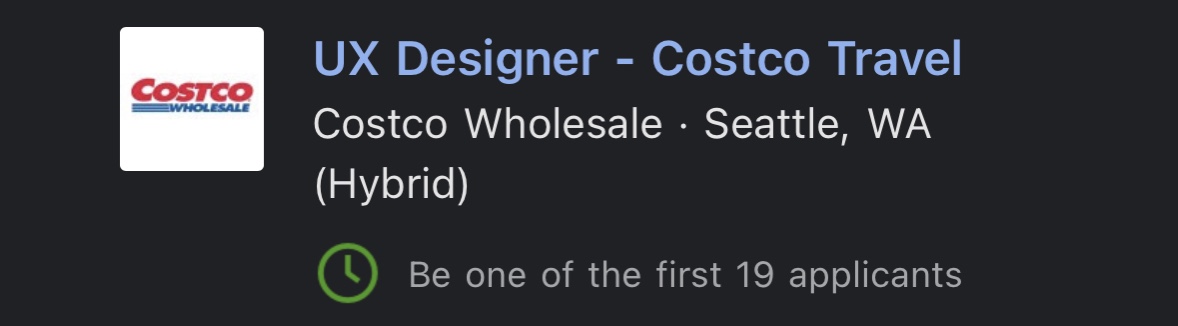 COSTCO
WHOLESALE
UX Designer - Costco Travel
Costco Wholesale · Seattle, WA
(Hybrid)
Be one of the first 19 applicants